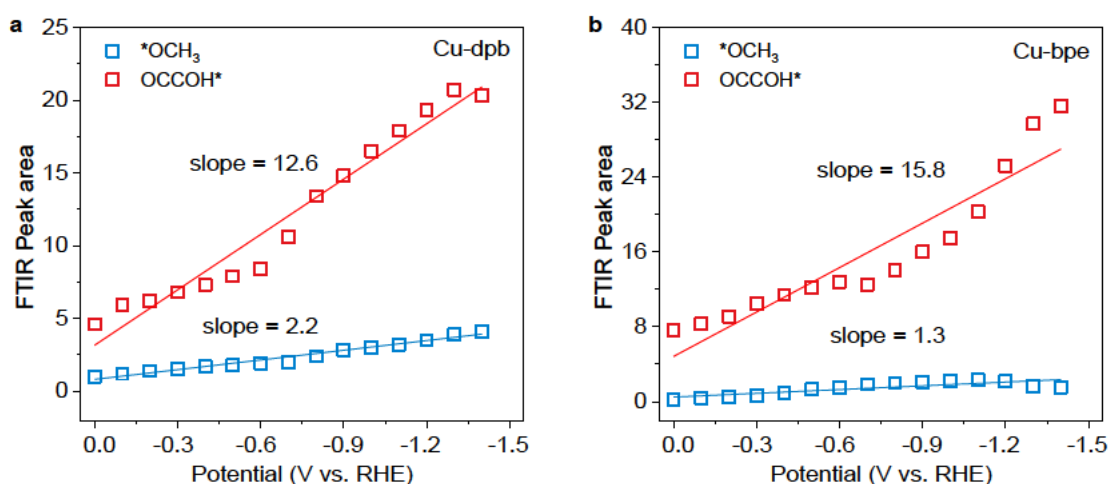 a
25
20
15
10
5
0
FTIR Peak area
*OCH₃
OCCOH*
Cu-dpb
slope = 12.6
slope = 2.2
0.0 -0.3 -0.6 -0.9 -1.2 -1.5
Potential (V vs. RHE)
b
40
32
24
16
8
0
FTIR Peak area
*OCH₃
OCCOH*
Cu-bpe
slope = 15.8
slope = 1.3
0.0 -0.3 -0.6 -0.9 -1.2 -1.5
Potential (V vs. RHE)